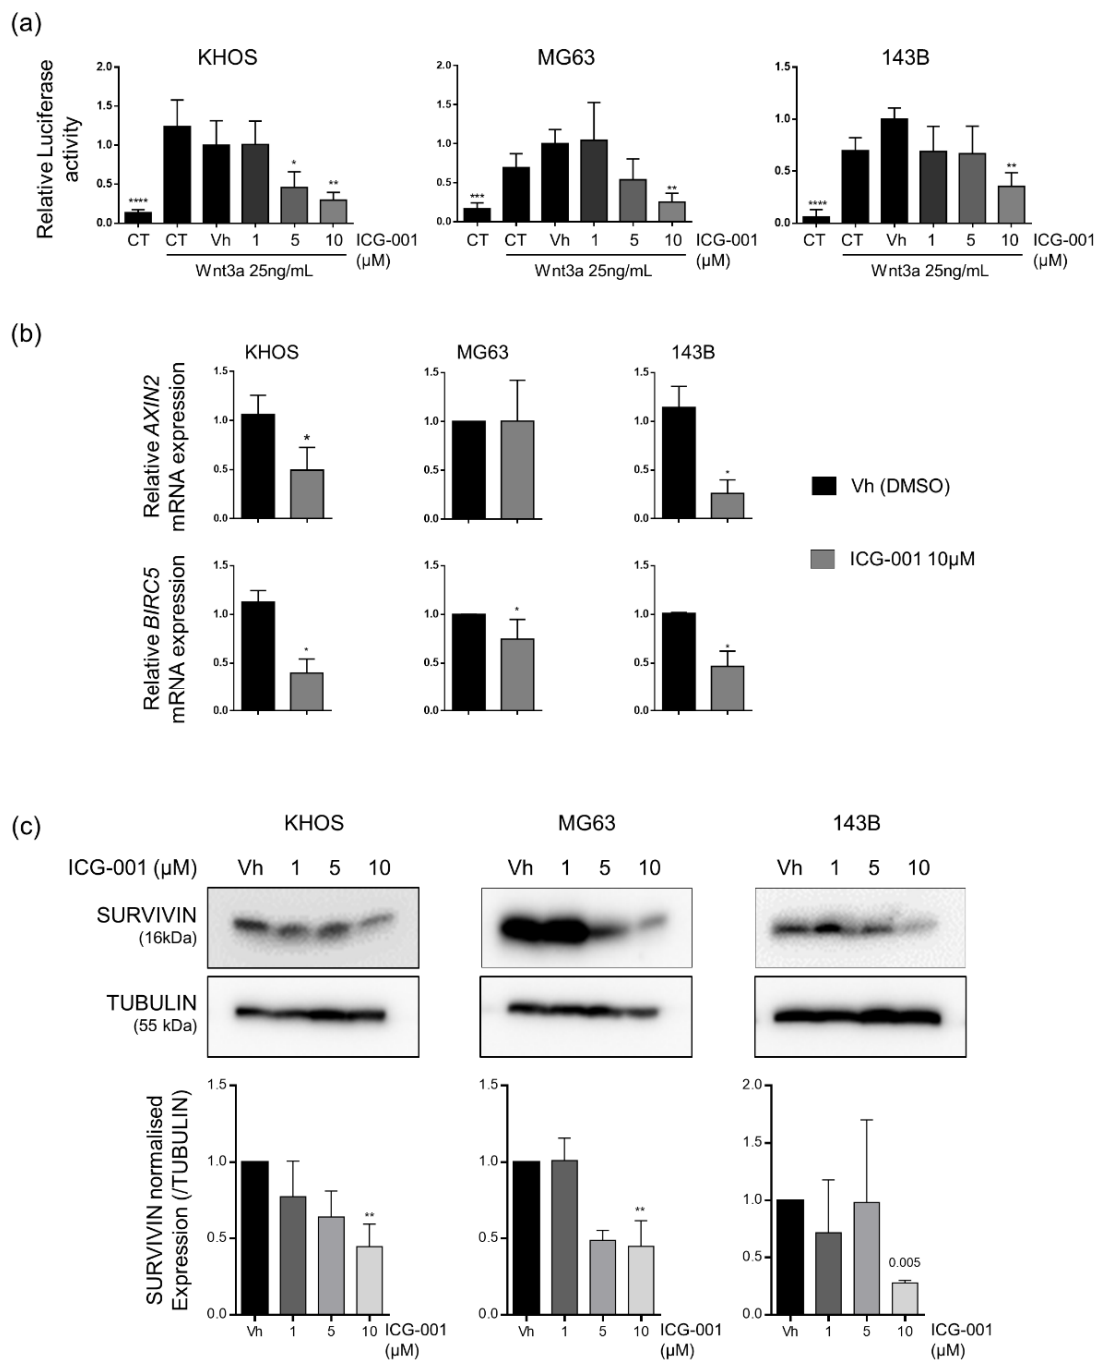 (a)
KHOS
MG63
143B
Relative Luciferase
activity
2.0
1.5
1.0
0.5
0.0
****
*
**
CT
CT
Vh
1
5
10
ICG-001
(µM)
Wnt3a 25ng/mL
2.0
1.5
1.0
0.5
0.0
***
**
CT
CT
Vh
1
5
10
ICG-001
(µM)
Wnt3a 25ng/mL
1.5
1.0
0.5
0.0
****
**
CT
CT
Vh
1
5
10
ICG-001
(µM)
Wnt3a 25ng/mL
(b)
KHOS
MG63
143B
Relative AXIN2
mRNA expression
1.5
1.0
0.5
0.0
*
1.5
1.0
0.5
0.0
1.5
1.0
0.5
0.0
*
Vh (DMSO)
ICG-001 10µM
Relative BIRC5
mRNA expression
1.5
1.0
0.5
0.0
*
1.5
1.0
0.5
0.0
*
1.5
1.0
0.5
0.0
*
(c)
KHOS
MG63
143B
ICG-001 (µM)
Vh 1 5 10
Vh 1 5 10
Vh 1 5 10
SURVIVIN
(16kDa)
TUBULIN
(55 kDa)
SURVIVIN normalised
Expression (/TUBULIN)
1.5
1.0
0.5
0.0
**
Vh
1
5
10
ICG-001
(µM)
1.5
1.0
0.5
0.0
**
Vh
1
5
10
ICG-001
(µM)
2.0
1.5
1.0
0.5
0.0
0.005
Vh
1
5
10
ICG-001
(µM)